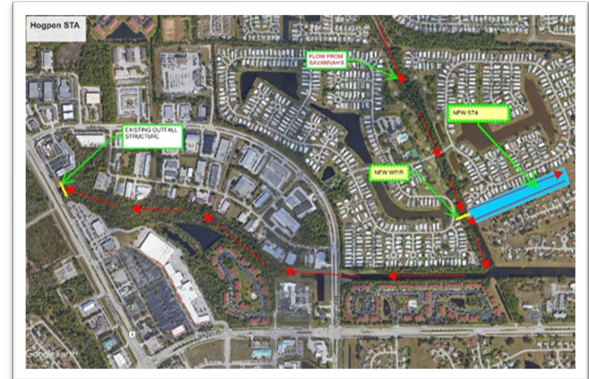 Hogpen STA
FLOW FROM
SAVANNAHS
NEW STA
EXISTING OUTFALL
STRUCTURE
NEW WEIR
Google Earth